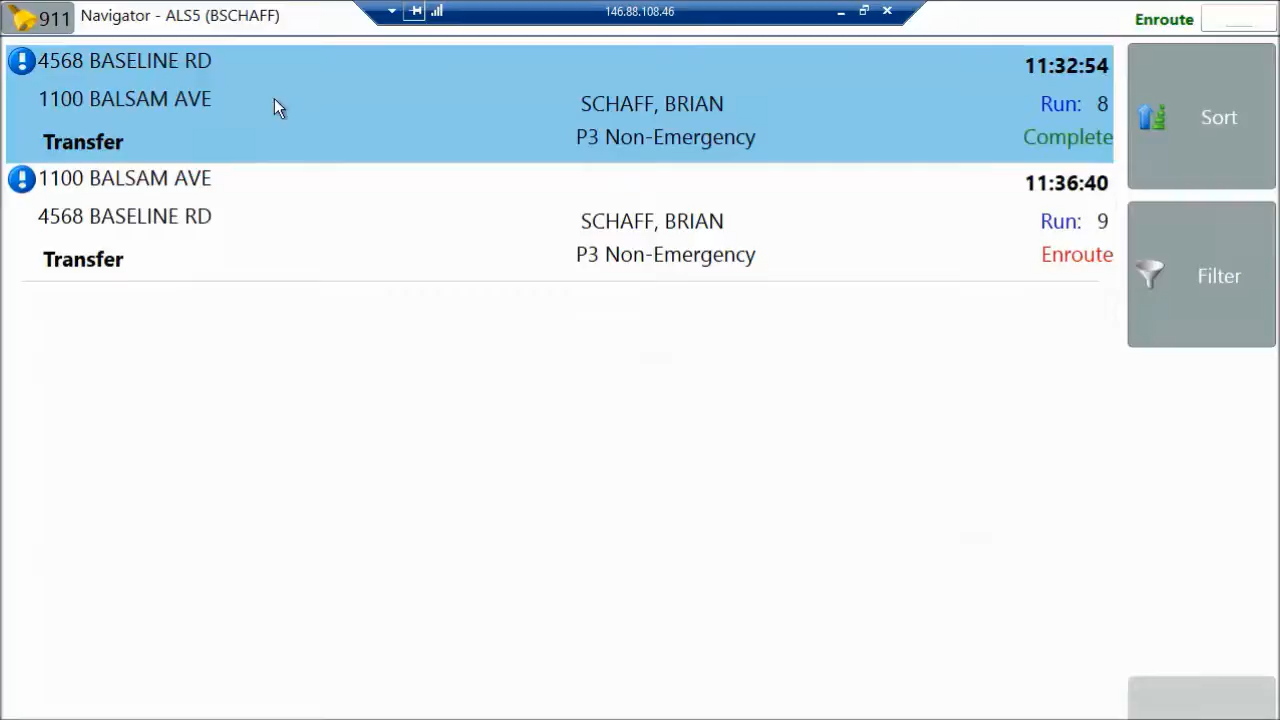 911 Navigator - ALS5 (BSCHAFF) 146.88.108.46 Enroute
4568 BASELINE RD 11:32:54
1100 BALSAM AVE SCHAFF, BRIAN Run: 8
Transfer P3 Non-Emergency Complete
Sort
1100 BALSAM AVE 11:36:40
4568 BASELINE RD SCHAFF, BRIAN Run: 9
Transfer P3 Non-Emergency Enroute
Filter